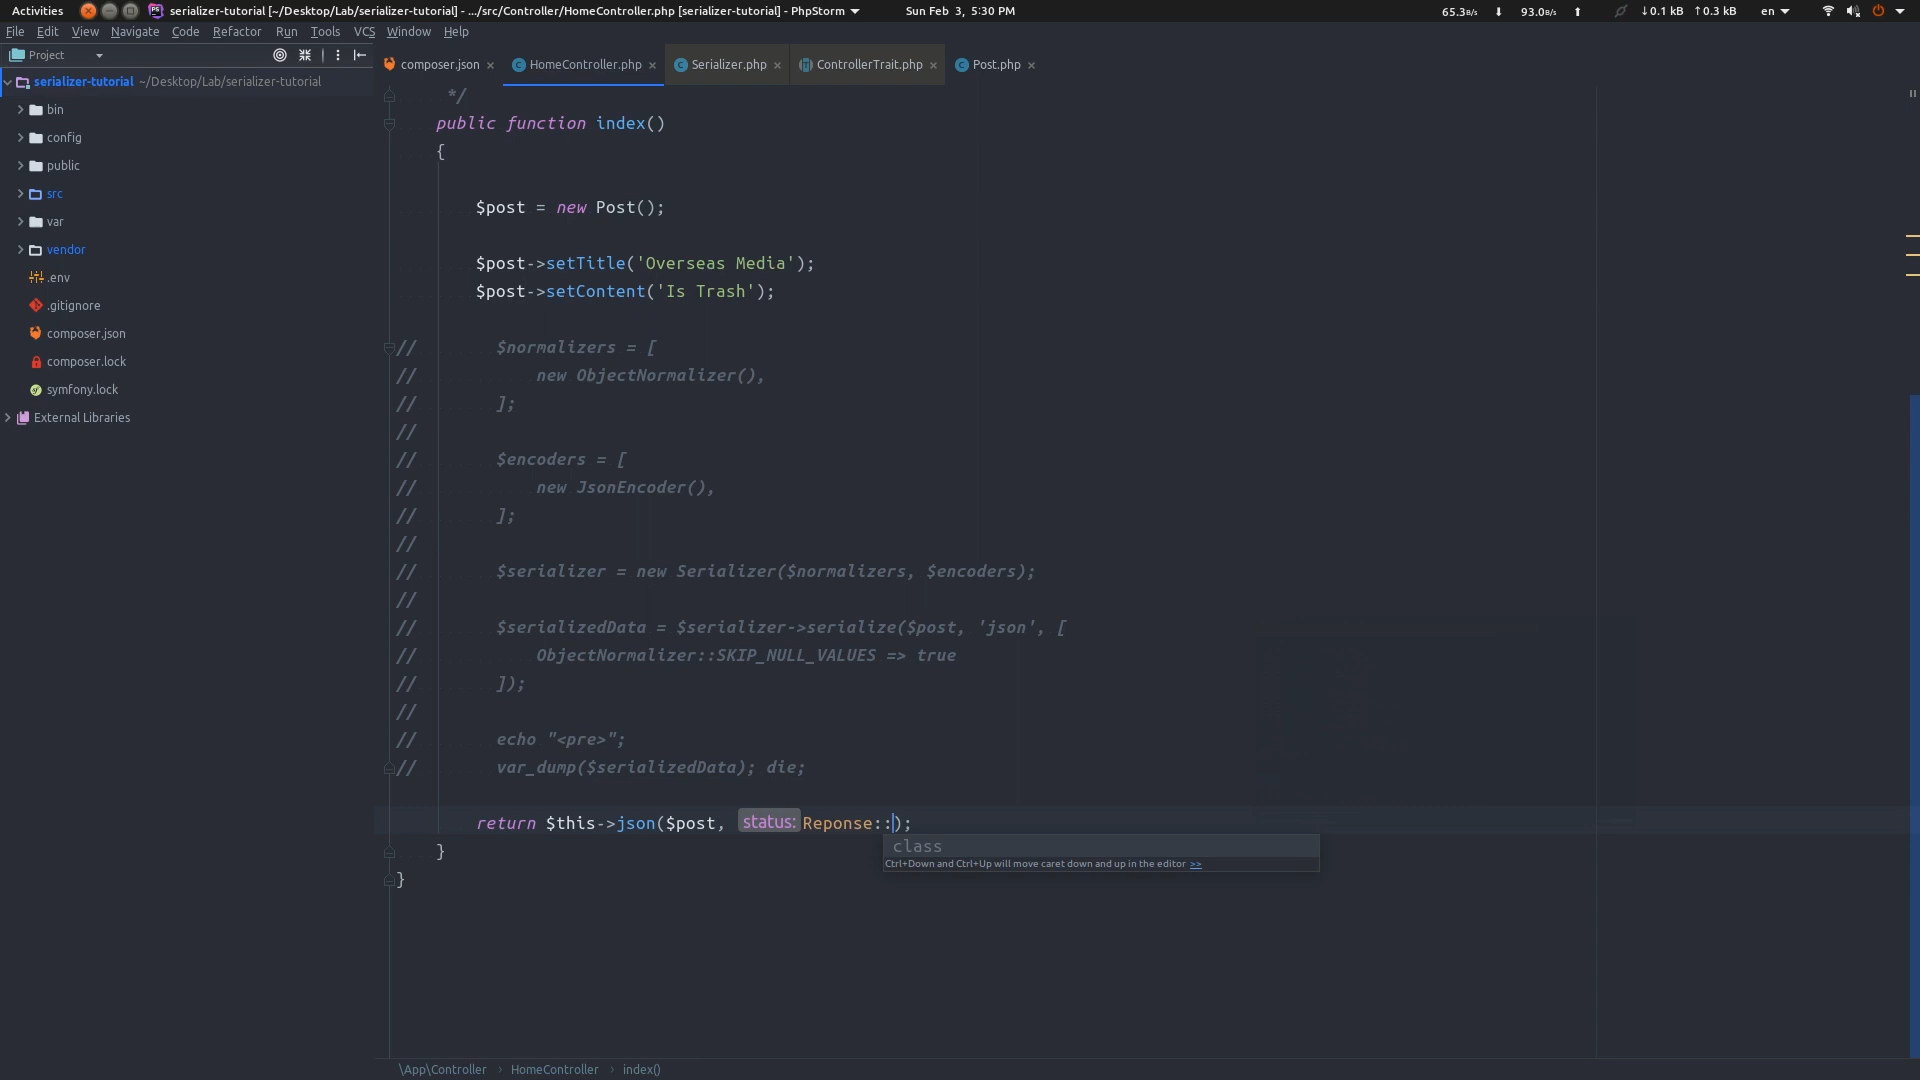 Activities serializer-tutorial [~/Desktop/Lab/serializer-tutorial] - .../src/Controller/HomeController.php [serializer-tutorial] - PhpStorm Sun Feb 3, 5:30 PM 65.3B/s 93.0B/s ↓0.1 kB ↑0.3 kB en
File Edit View Navigate Code Refactor Run Tools VCS Window Help
Project
composer.json HomeController.php Serializer.php ControllerTrait.php Post.php
serializer-tutorial ~/Desktop/Lab/serializer-tutorial
bin
config
public
src
var
vendor
.env
.gitignore
composer.json
composer.lock
symfony.lock
External Libraries
*/
public function index()
{
$post = new Post();
$post->setTitle('Overseas Media');
$post->setContent('Is Trash');
// $normalizers = [
// new ObjectNormalizer(),
// ];
//
// $encoders = [
// new JsonEncoder(),
// ];
//
// $serializer = new Serializer($normalizers, $encoders);
//
// $serializedData = $serializer->serialize($post, 'json', [
// ObjectNormalizer::SKIP_NULL_VALUES => true
// ]);
//
// echo "<pre>";
// var_dump($serializedData); die;
return $this->json($post, status: Reponse::);
class
Ctrl+Down and Ctrl+Up will move caret down and up in the editor >>
}
}
\App\Controller › HomeController › index()